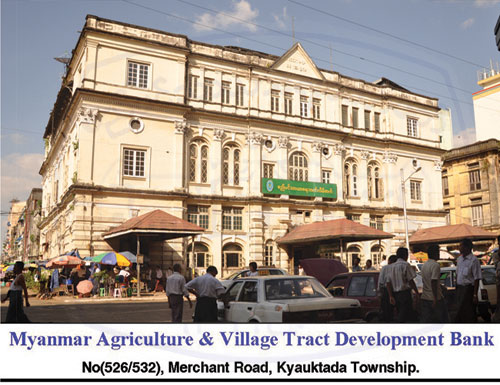 Myanmar Agriculture & Village Tract Development Bank
No(526/532), Merchant Road, Kyauktada Township.